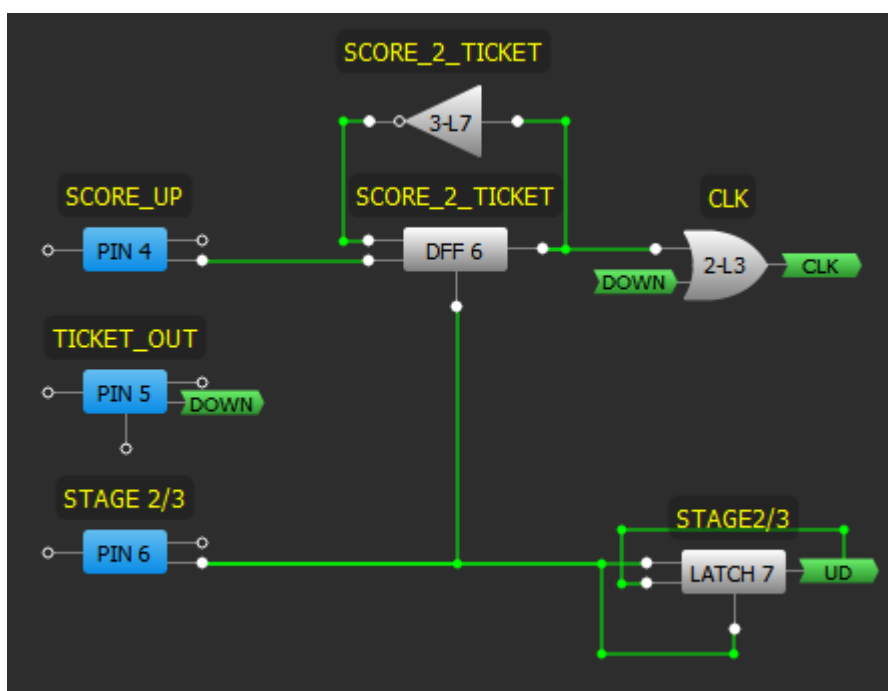 SCORE_2_TICKET
3-L7
SCORE_UP
SCORE_2_TICKET
CLK
PIN 4
DFF 6
2-L3
CLK
DOWN
TICKET_OUT
PIN 5
DOWN
STAGE 2/3
STAGE2/3
PIN 6
LATCH 7
UD